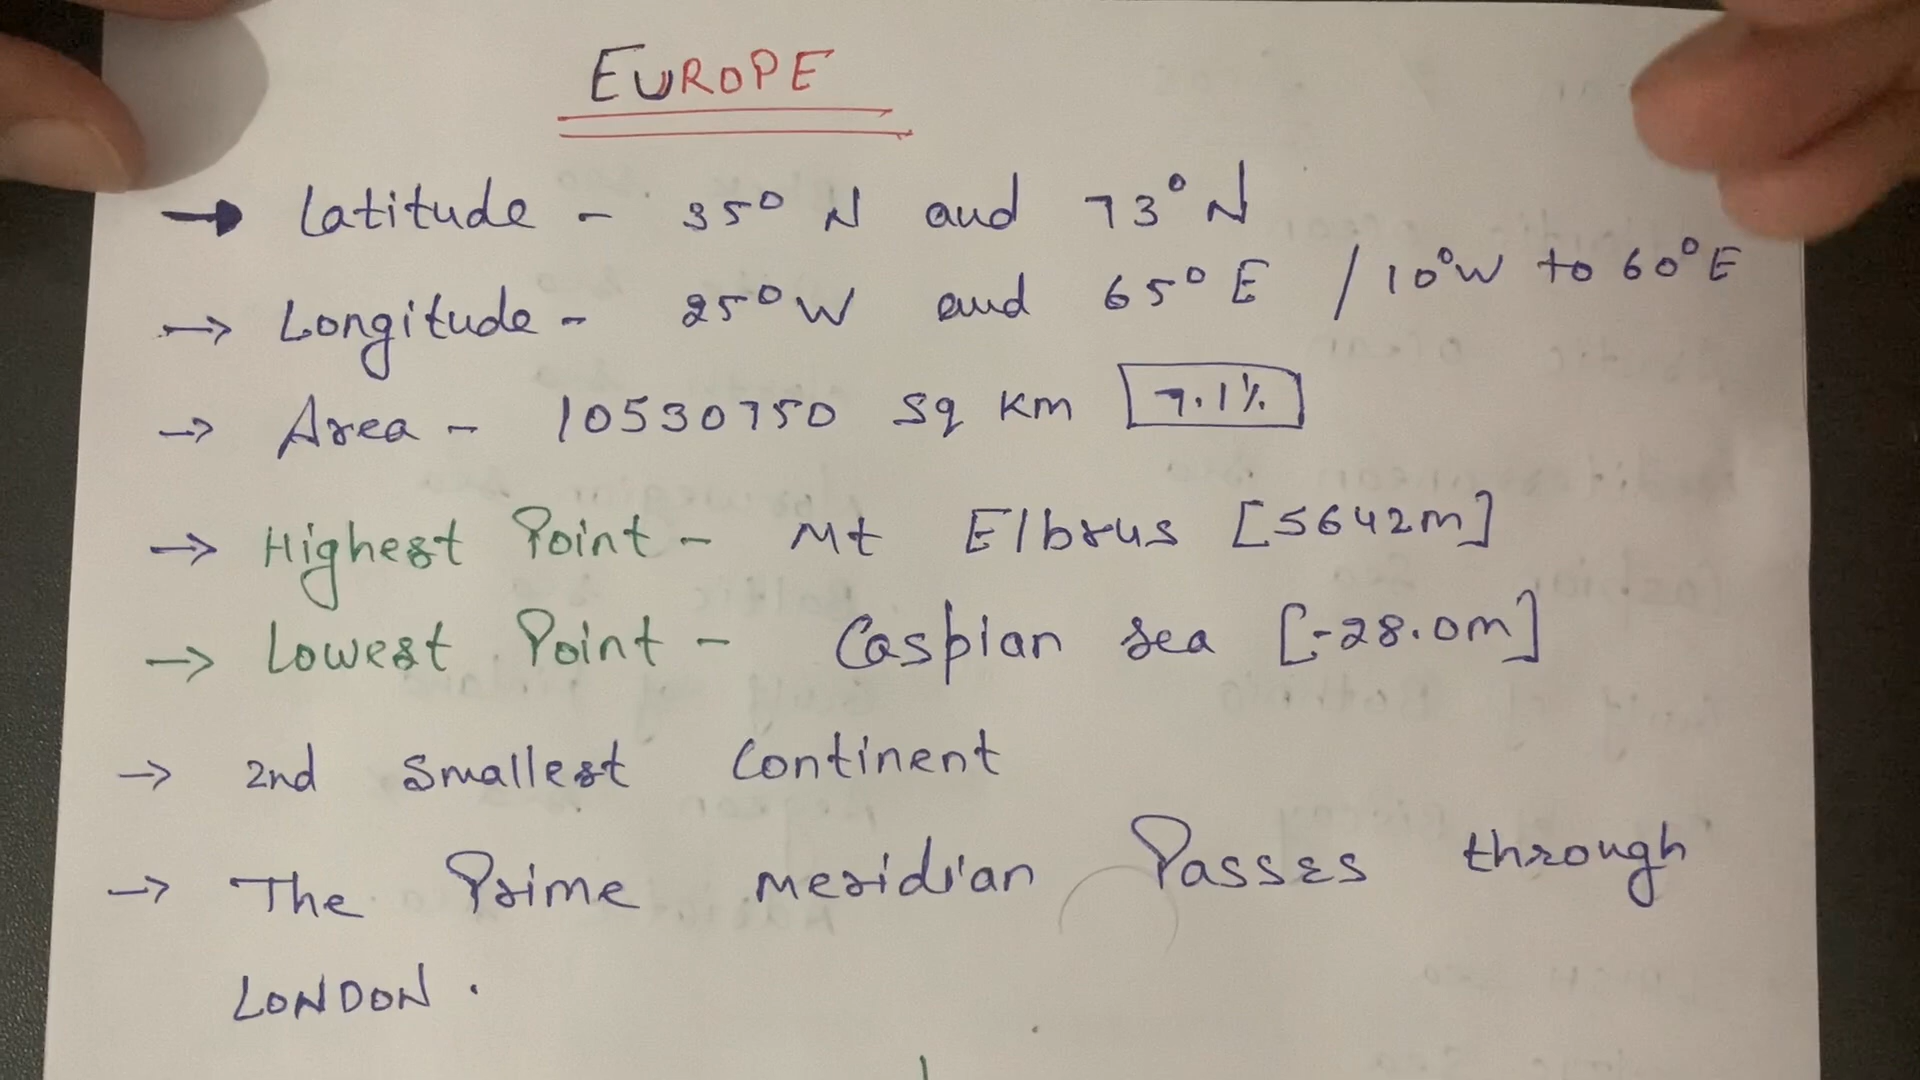 EUROPE
→ Latitude - 35° N and 73° N
→ Longitude - 25° W and 65° E / 10°W to 60°E
→ Area - 10530750 sq km 7.1%
→ Highest Point - Mt Elbrus [5642m]
→ Lowest Point - Caspian sea [-28.0m]
→ 2nd smallest continent
→ The Prime meridian Passes through
LONDON.